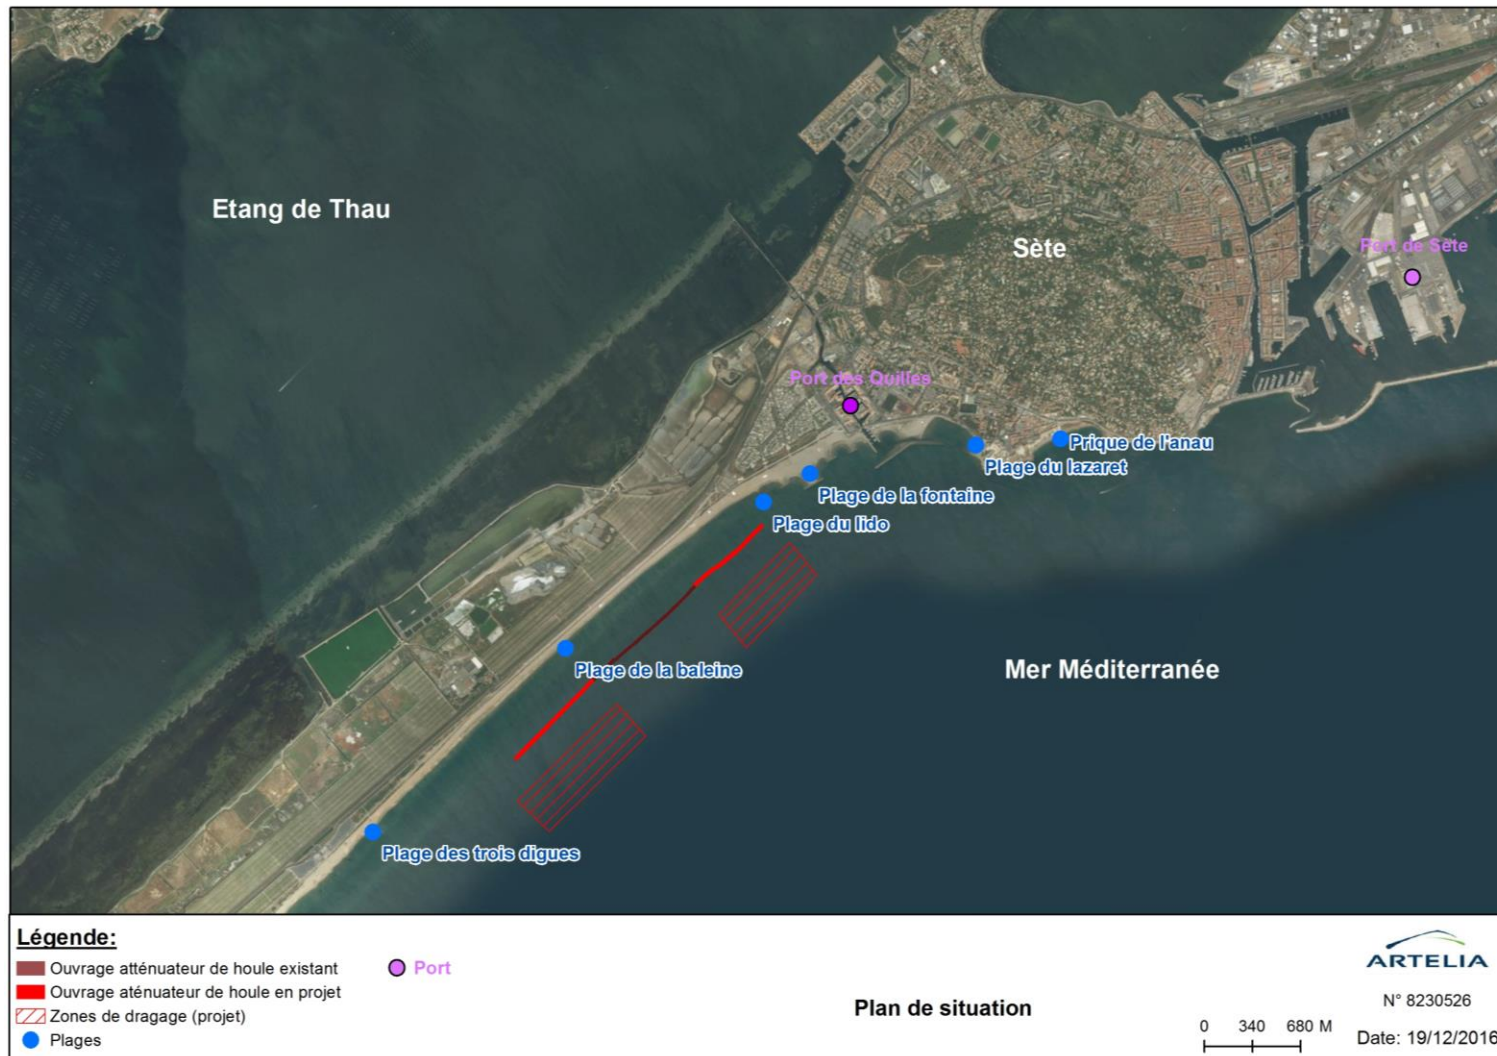 Etang de Thau
Sète
Port de Sète
Port des Quilles
Prique de l'anau
Plage du lazaret
Plage de la fontaine
Plage du lido
Plage de la baleine
Mer Méditerranée
Plage des trois digues
Légende:
Ouvrage atténuateur de houle existant
Port
Ouvrage aténuateur de houle en projet
Zones de dragage (projet)
Plages
Plan de situation
0 340 680 M
ARTELIA
N° 8230526
Date: 19/12/2016